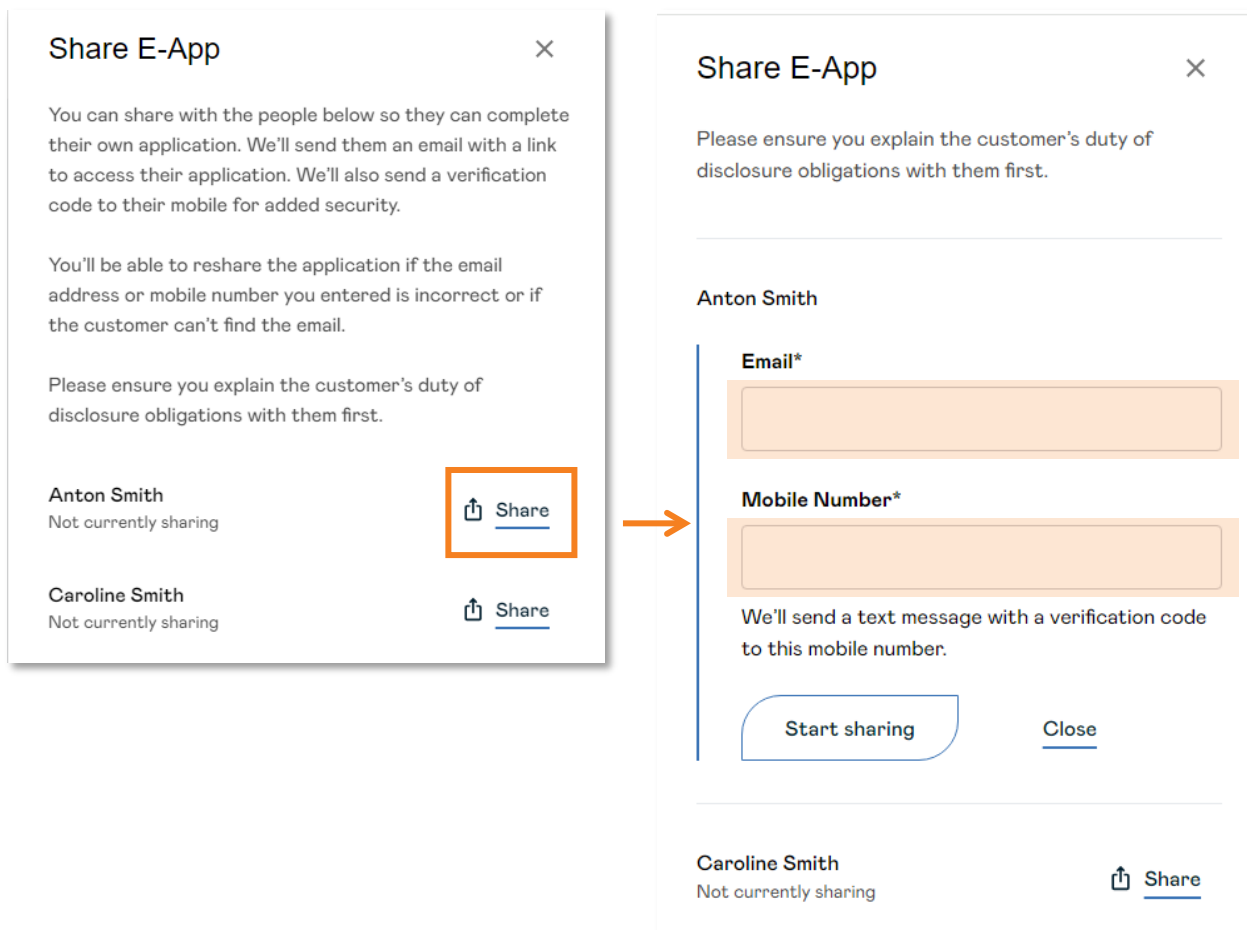 Share E-App
You can share with the people below so they can complete
their own application. We'll send them an email with a link
to access their application. We'll also send a verification
code to their mobile for added security.
You'll be able to reshare the application if the email
address or mobile number you entered is incorrect or if
the customer can't find the email.
Please ensure you explain the customer's duty of
disclosure obligations with them first.
Anton Smith
Not currently sharing
Share
Caroline Smith
Not currently sharing
Share
Share E-App
Please ensure you explain the customer's duty of
disclosure obligations with them first.
Anton Smith
Email*
Mobile Number*
We'll send a text message with a verification code
to this mobile number.
Start sharing
Close
Caroline Smith
Not currently sharing
Share